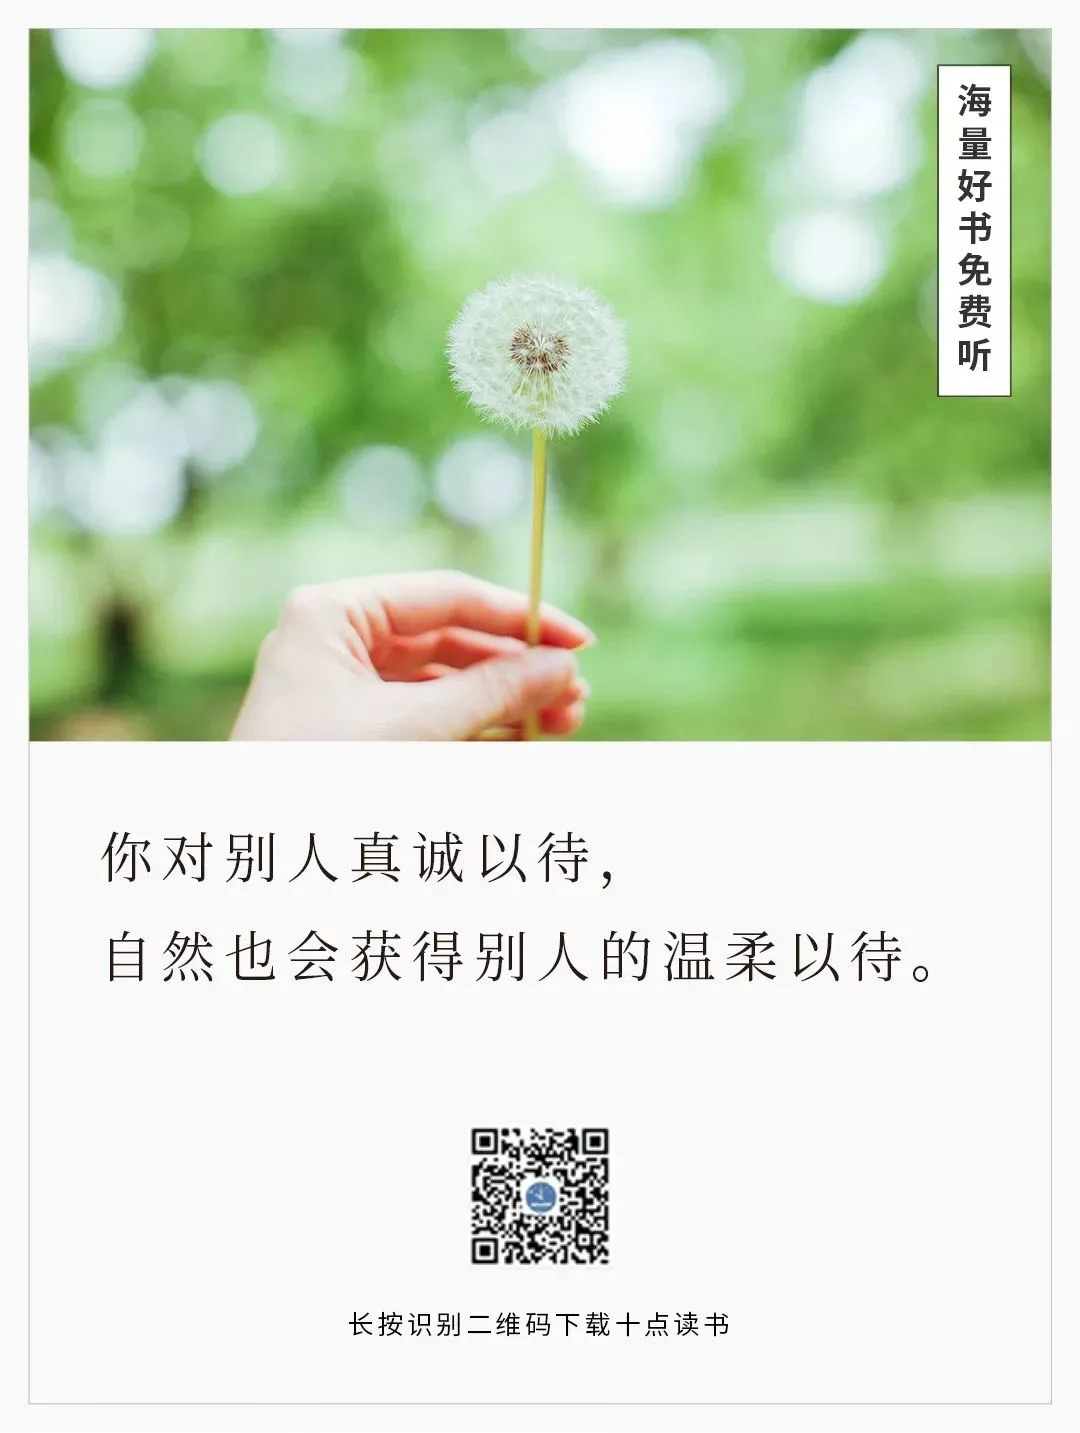 海量好书免费听
你对别人真诚以待，
自然也会获得别人的温柔以待。
长按识别二维码下载十点读书